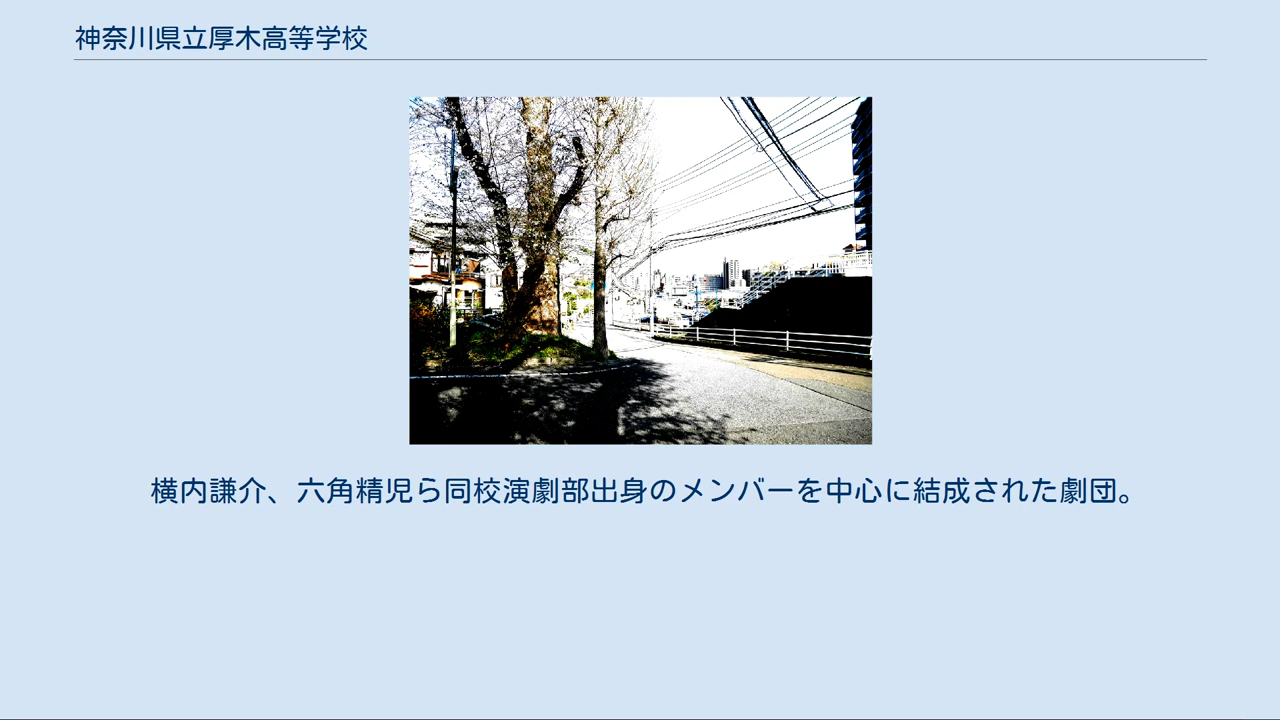 神奈川県立厚木高等学校
横内謙介、六角精児ら同校演劇部出身のメンバーを中心に結成された劇団。